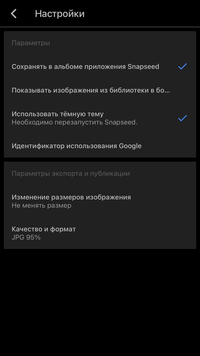 Настройки
Параметры
Сохранять в альбоме приложения Snapseed
Показывать изображения из библиотеки в бо...
Использовать тёмную тему
Необходимо перезапустить Snapseed.
Идентификатор использования Google
Параметры экспорта и публикации
Изменение размеров изображения
Не менять размер
Качество и формат
JPG 95%